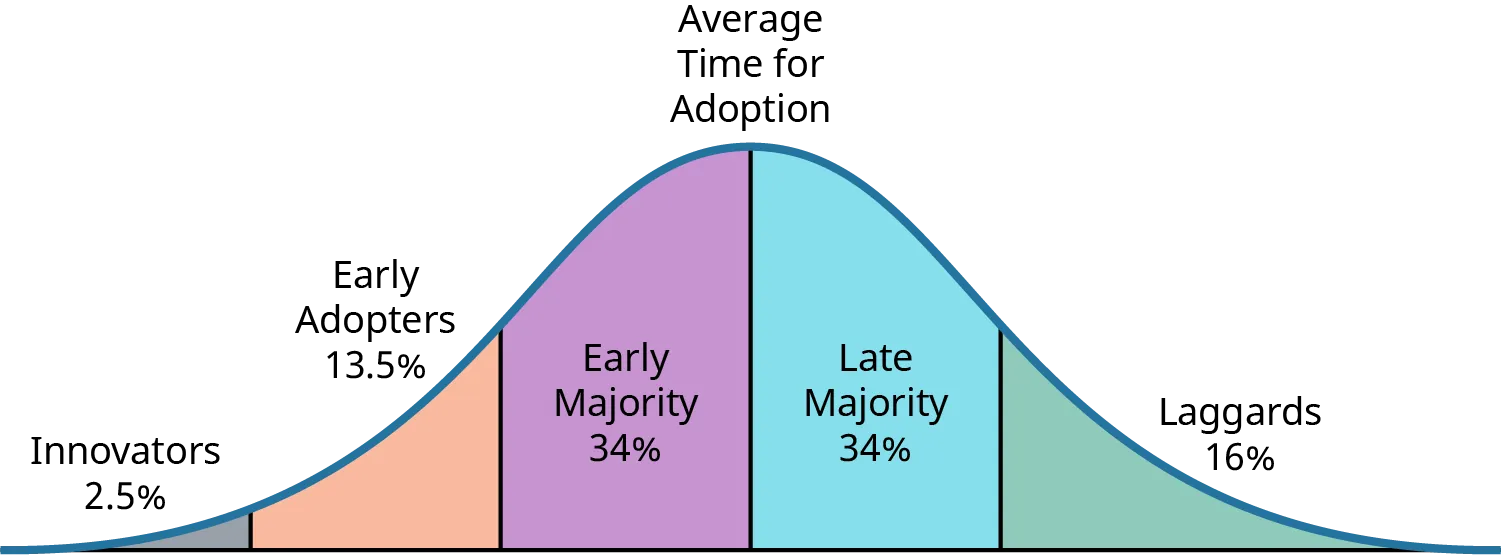 Average
Time for
Adoption
Early
Adopters
13.5%
Innovators
2.5%
Early
Majority
34%
Late
Majority
34%
Laggards
16%